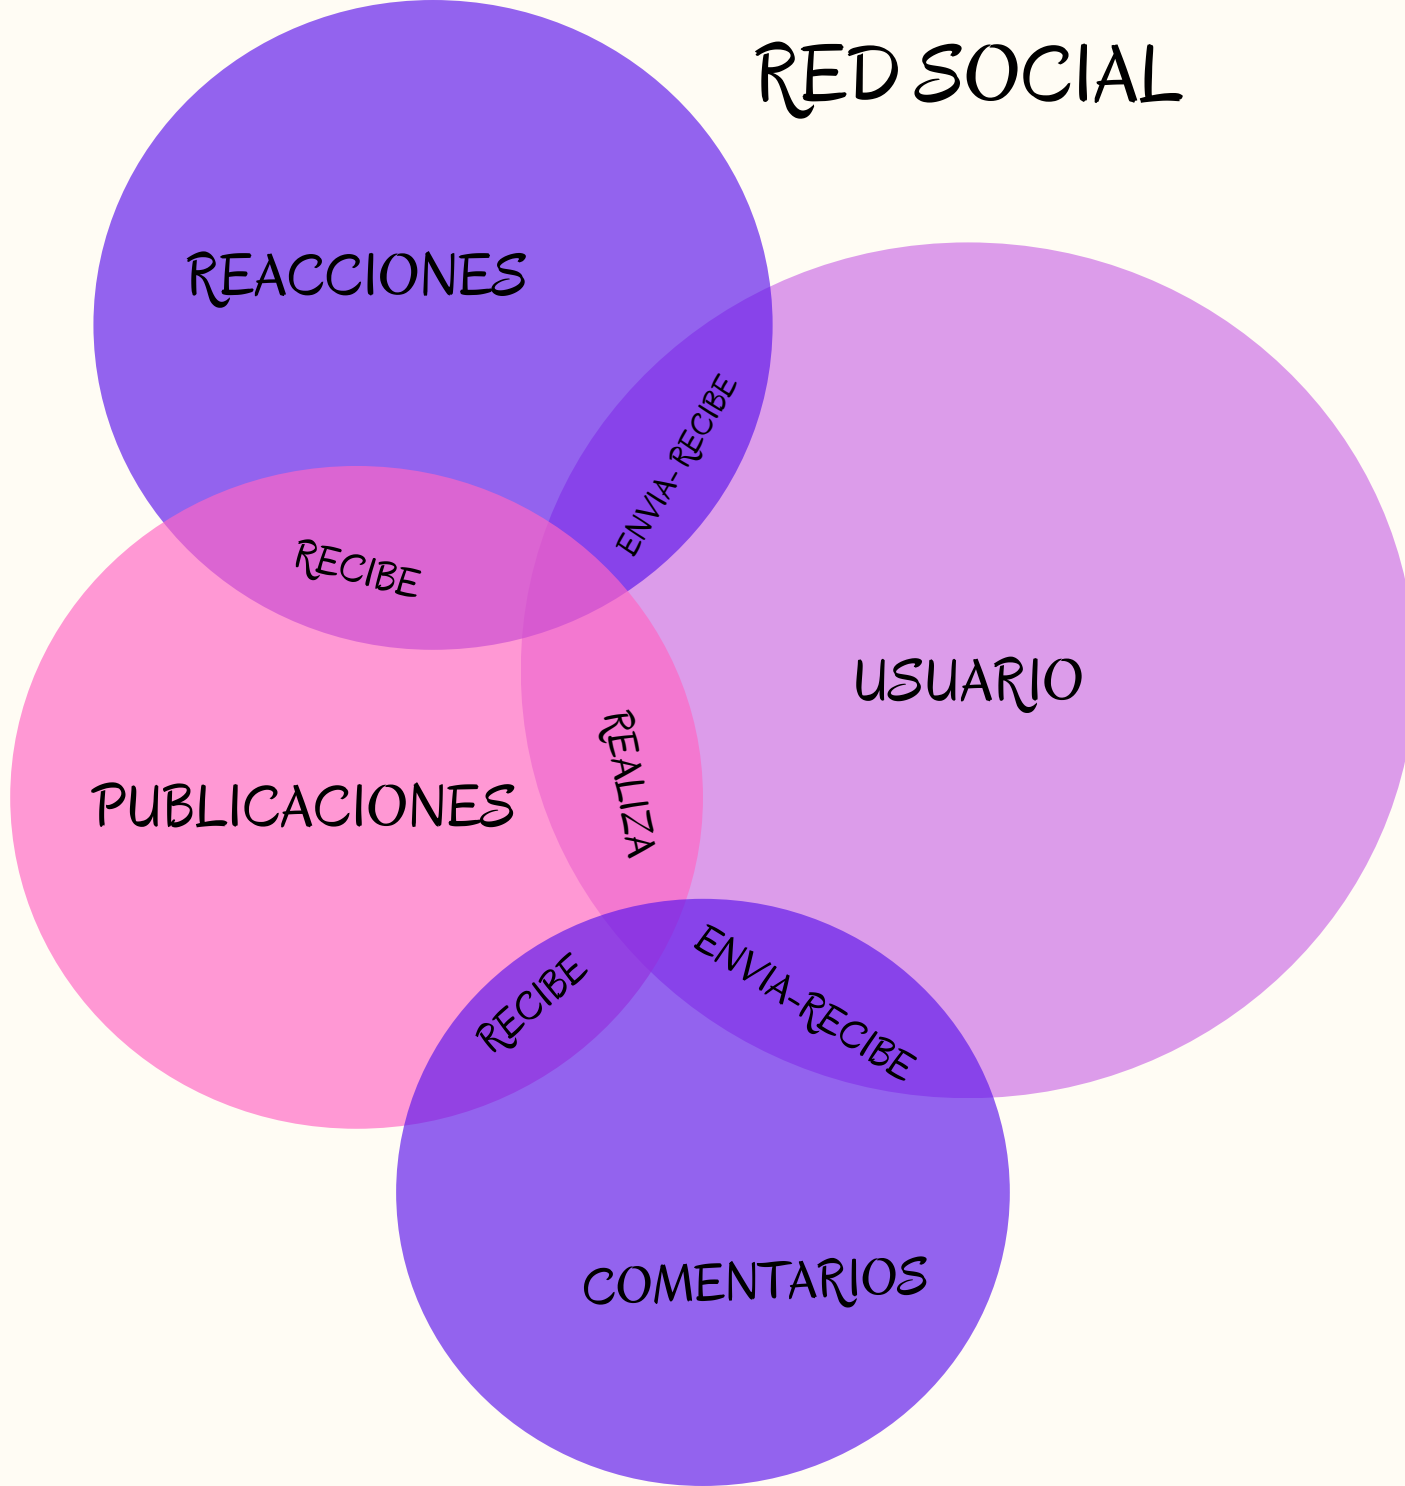 RED SOCIAL
REACCIONES
ENVIA-RECIBE
RECIBE
USUARIO
REALIZA
PUBLICACIONES
RECIBE
ENVIA-RECIBE
COMENTARIOS